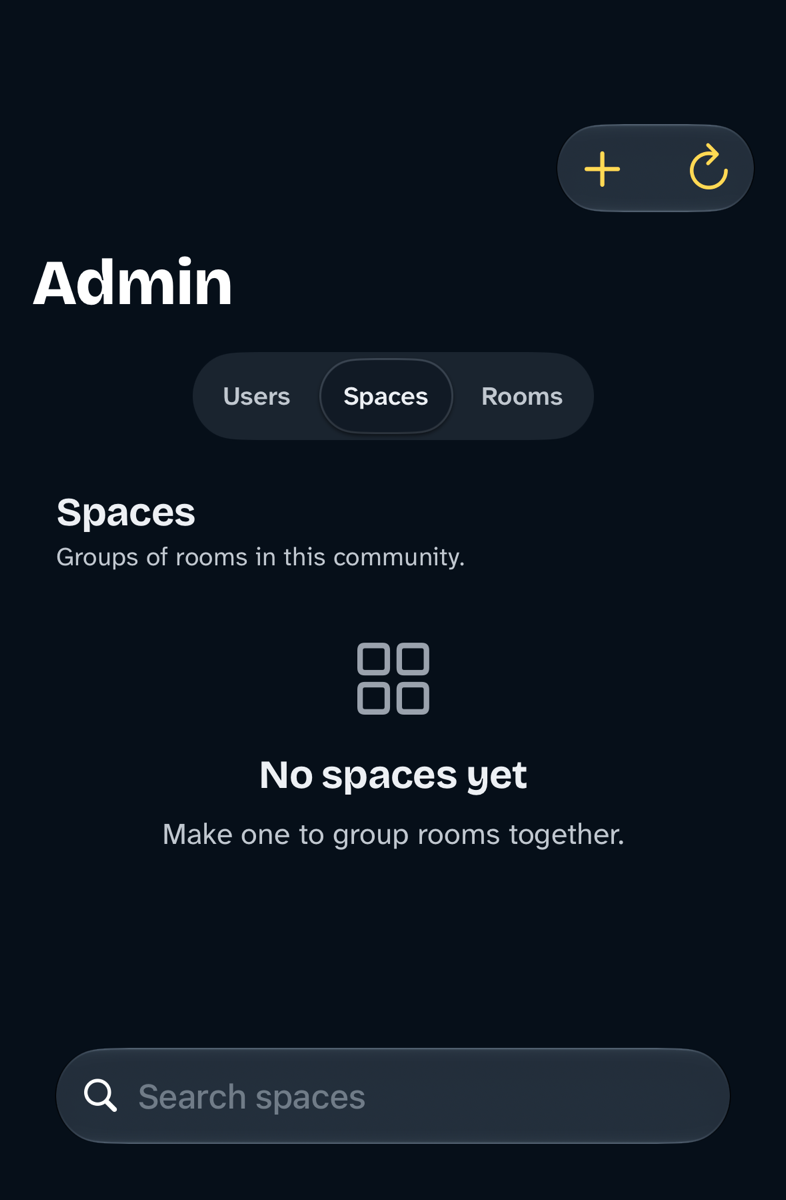 Admin
Users Spaces Rooms
Spaces
Groups of rooms in this community.
No spaces yet
Make one to group rooms together.
Search spaces